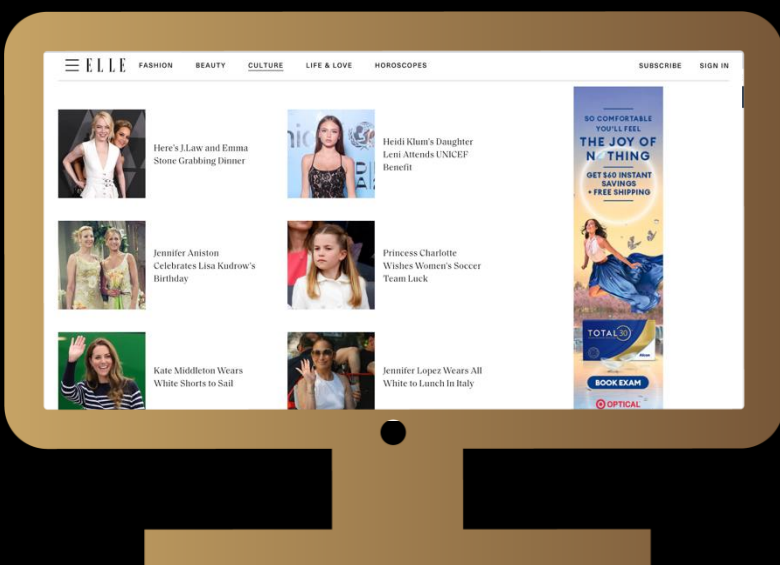 ELLE FASHION BEAUTY CULTURE LIFE & LOVE HOROSCOPES SUBSCRIBE SIGN IN
Here's J.Law and Emma
Stone Grabbing Dinner
Heidi Klum's Daughter
Leni Attends UNICEF
Benefit
Jennifer Aniston
Celebrates Lisa Kudrow's
Birthday
Princess Charlotte
Wishes Women's Soccer
Team Luck
Kate Middleton Wears
White Shorts to Sail
Jennifer Lopez Wears All
White to Lunch In Italy
SO COMFORTABLE
YOU'LL FEEL
THE JOY OF
NOTHING
GET $60 INSTANT
SAVINGS
+ FREE SHIPPING
TOTAL30
Alcon
BOOK EXAM
OPTICAL